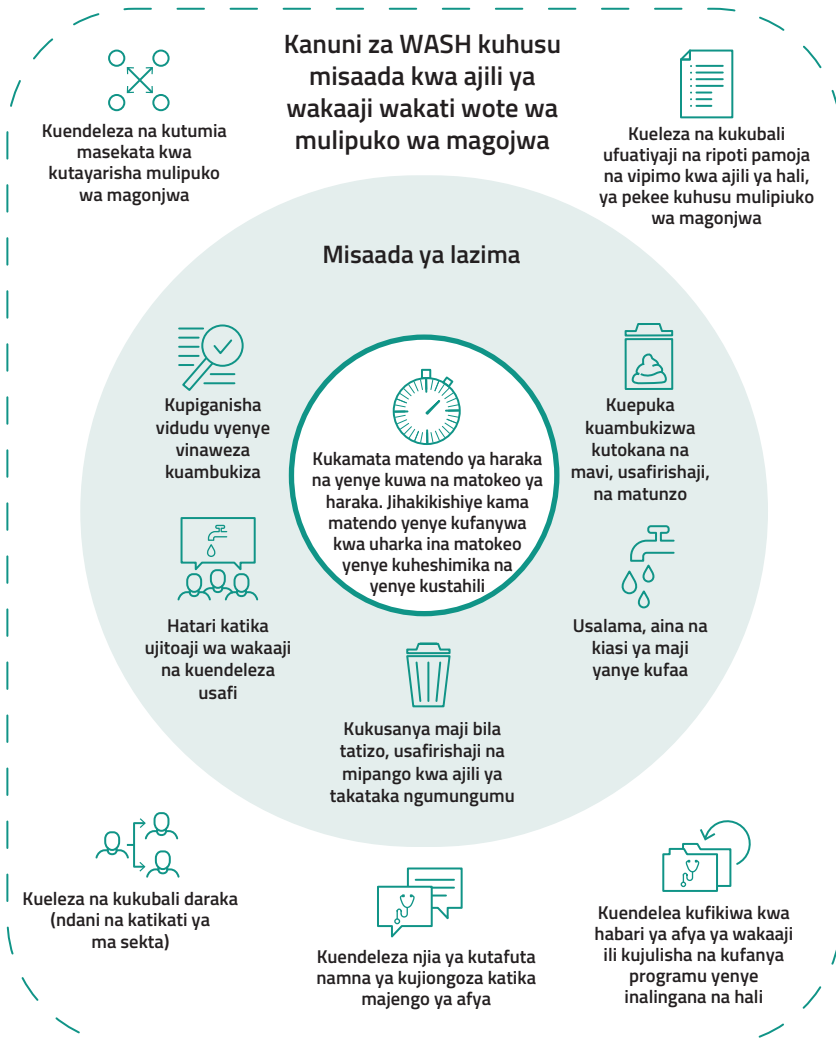 Kanuni za WASH kuhusu
misaada kwa ajili ya
wakaaji wakati wote wa
mulipuko wa magojwa
Kuendeleza na kutumia
masekata kwa
kutayarisha mulipuko
wa magonjwa
Kueleza na kukubali
ufuatiyaji na ripoti pamoja
na vipimo kwa ajili ya hali,
ya pekee kuhusu mulipiuko
wa magonjwa
Misaada ya lazima
Kupiganisha
vidudu vyenye
vinaweza
kuambukiza
Kukamata matendo ya haraka
na yenye kuwa na matokeo ya
haraka. Jihakikishiye kama
matendo yenye kufanywa
kwa uharka ina matokeo
yenye kuheshimika na
yenye kustahili
Kuepuka
kuambukizwa
kutokana na
mavi, usafirishaji,
na matunzo
Hatari katika
ujitoaji wa wakaaji
na kuendeleza
usafi
Usalama, aina na
kiasi ya maji
yanye kufaa
Kukusanya maji bila
tatizo, usafirishaji na
mipango kwa ajili ya
takataka ngumungumu
Kueleza na kukubali daraka
(ndani na katikati ya
ma sekta)
Kuendeleza njia ya kutafuta
namna ya kujiongoza katika
majengo ya afya
Kuendelea kufikiwa kwa
habari ya afya ya wakaaji
ili kujulisha na kufanya
programu yenye
inalingana na hali